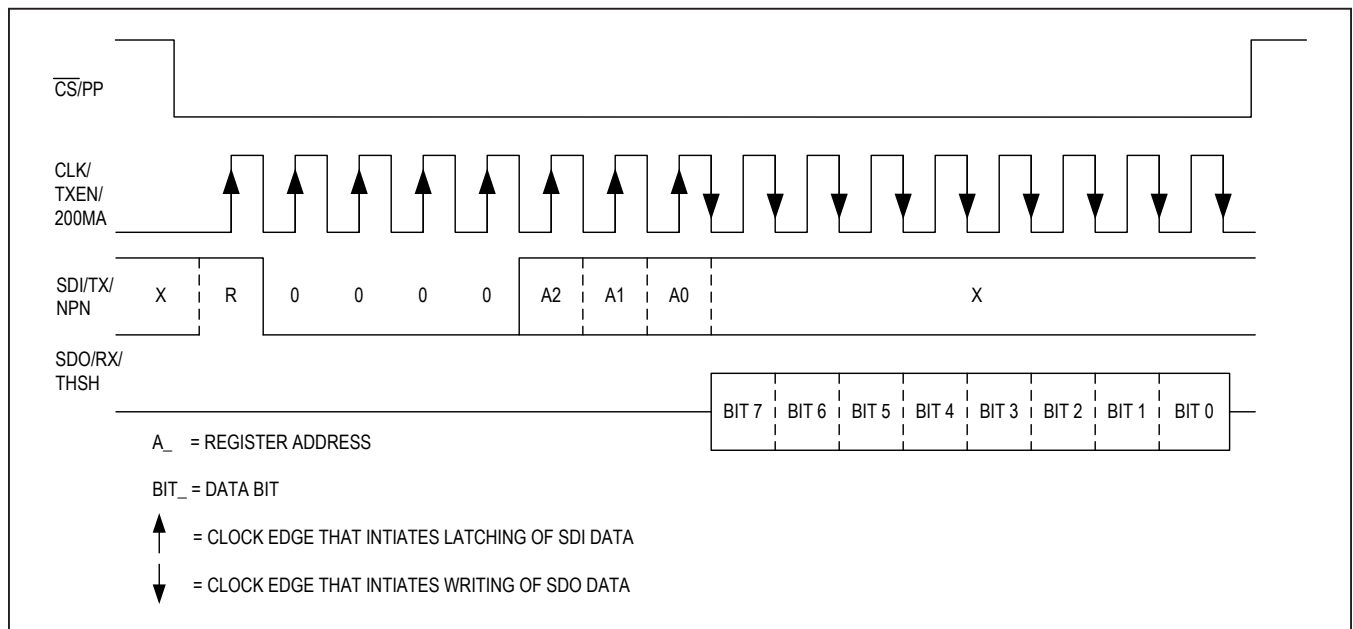 CS/PP
CLK/
TXEN/
200MA
SDI/TX/
NPN
X R 0 0 0 0 A2 A1 A0 X
SDO/RX/
THSH
BIT 7 BIT 6 BIT 5 BIT 4 BIT 3 BIT 2 BIT 1 BIT 0
A_ = REGISTER ADDRESS
BIT_ = DATA BIT
= CLOCK EDGE THAT INTIATES LATCHING OF SDI DATA
= CLOCK EDGE THAT INTIATES WRITING OF SDO DATA